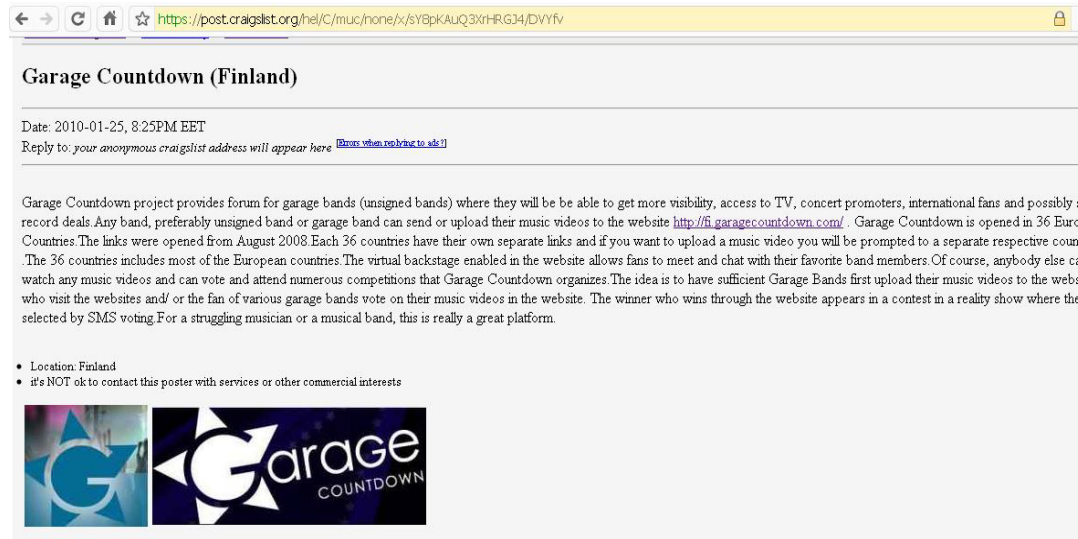 https://post.craigslist.org/hel/C/muc/none/x/sYBpKAuQ3XrHRGJ4/DVYfv
Garage Countdown (Finland)
Date: 2010-01-25, 8:25PM EET
Reply to: your anonymous craigslist address will appear here [Errors when replying to ads?]
Garage Countdown project provides forum for garage bands (unsigned bands) where they will be be able to get more visibility, access to TV, concert promoters, international fans and possibly
record deals.Any band, preferably unsigned band or garage band can send or upload their music videos to the website http://fi.garagecountdown.com/ . Garage Countdown is opened in 36 Euro
Countries.The links were opened from August 2008.Each 36 countries have their own separate links and if you want to upload a music video you will be prompted to a separate respective coun
.The 36 countries includes most of the European countries.The virtual backstage enabled in the website allows fans to meet and chat with their favorite band members.Of course, anybody else ca
watch any music videos and can vote and attend numerous competitions that Garage Countdown organizes.The idea is to have sufficient Garage Bands first upload their music videos to the webs
who visit the websites and/ or the fan of various garage bands vote on their music videos in the website. The winner who wins through the website appears in a contest in a reality show where the
selected by SMS voting.For a struggling musician or a musical band, this is really a great platform.
Location: Finland
it's NOT ok to contact this poster with services or other commercial interests
G
Garage
COUNTDOWN